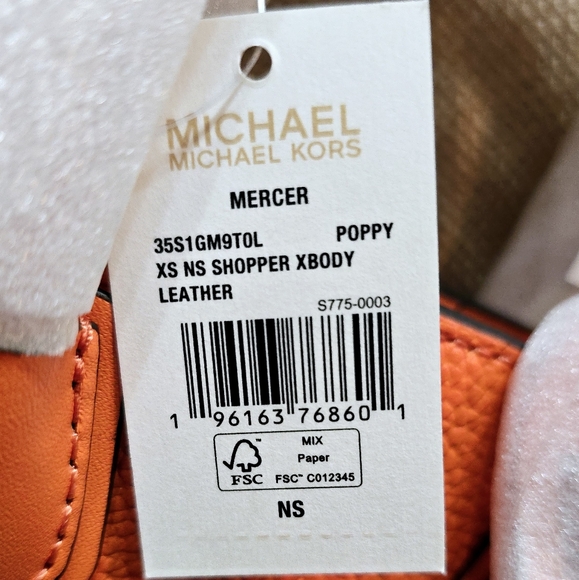 MICHAEL
MICHAEL KORS
MERCER
35S1GM9T0L POPPY
XS NS SHOPPER XBODY
LEATHER
S775-0003
1 96163 76860 1
MIX
Paper
FSC™ C012345
FSC
NS